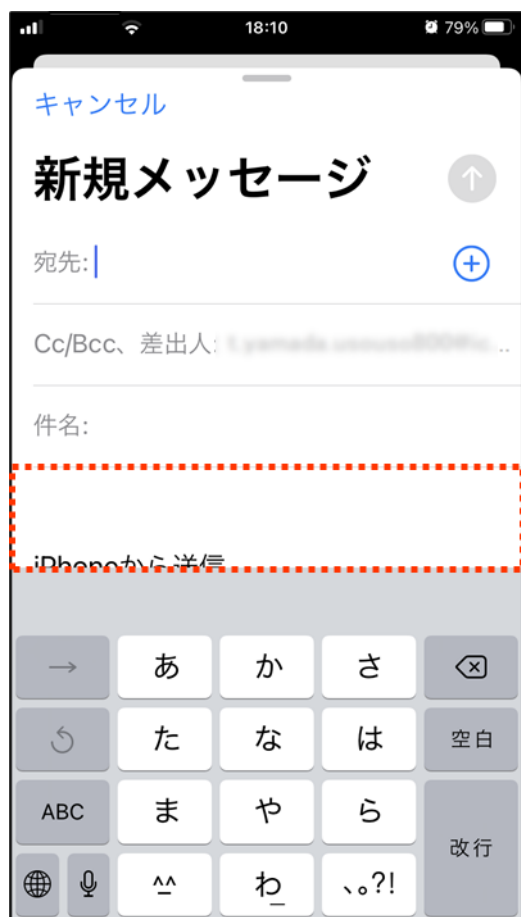 18:10 79%
キャンセル
新規メッセージ
宛先:
Cc/Bcc、差出人:
件名:
iPhoneから送信
→ あ か さ
た な は 空白
ABC ま や ら
改行
^^ わ_ 、。?!